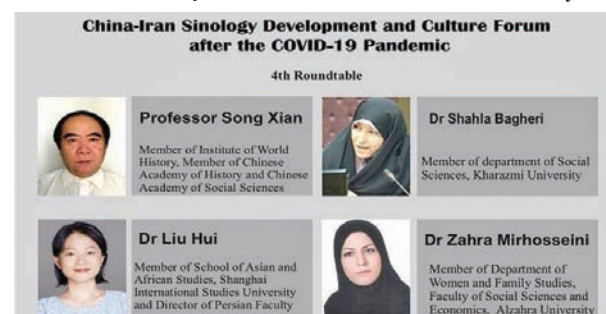 China-Iran Sinology Development and Culture Forum
after the COVID-19 Pandemic
4th Roundtable
Professor Song Xian
Member of Institute of World
History, Member of Chinese
Academy of History and Chinese
Academy of Social Sciences
Dr Shahla Bagheri
Member of department of Social
Sciences, Kharazmi University
Dr Liu Hui
Member of School of Asian and
African Studies, Shanghai
International Studies University
and Director of Persian Faculty
Dr Zahra Mirhosseini
Member of Department of
Women and Family Studies,
Faculty of Social Sciences and
Economics, Alzahra University